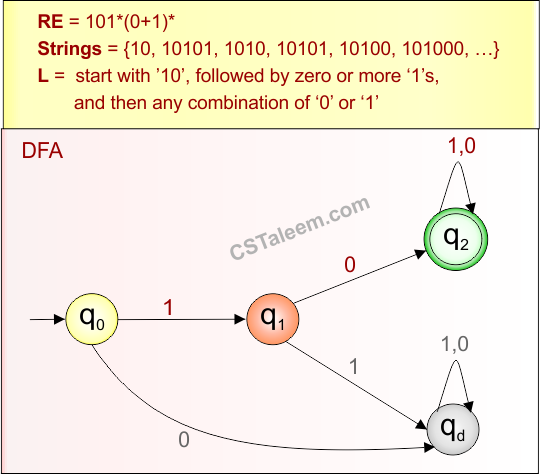 RE = 101*(0+1)*
Strings = {10, 10101, 1010, 10101, 10100, 101000, ...}
L = start with ’10’, followed by zero or more ‘1’s,
and then any combination of ‘0’ or ‘1’
DFA
1,0
CSTaleem.com
q2
0
q0
1
q1
1
1,0
qd
0